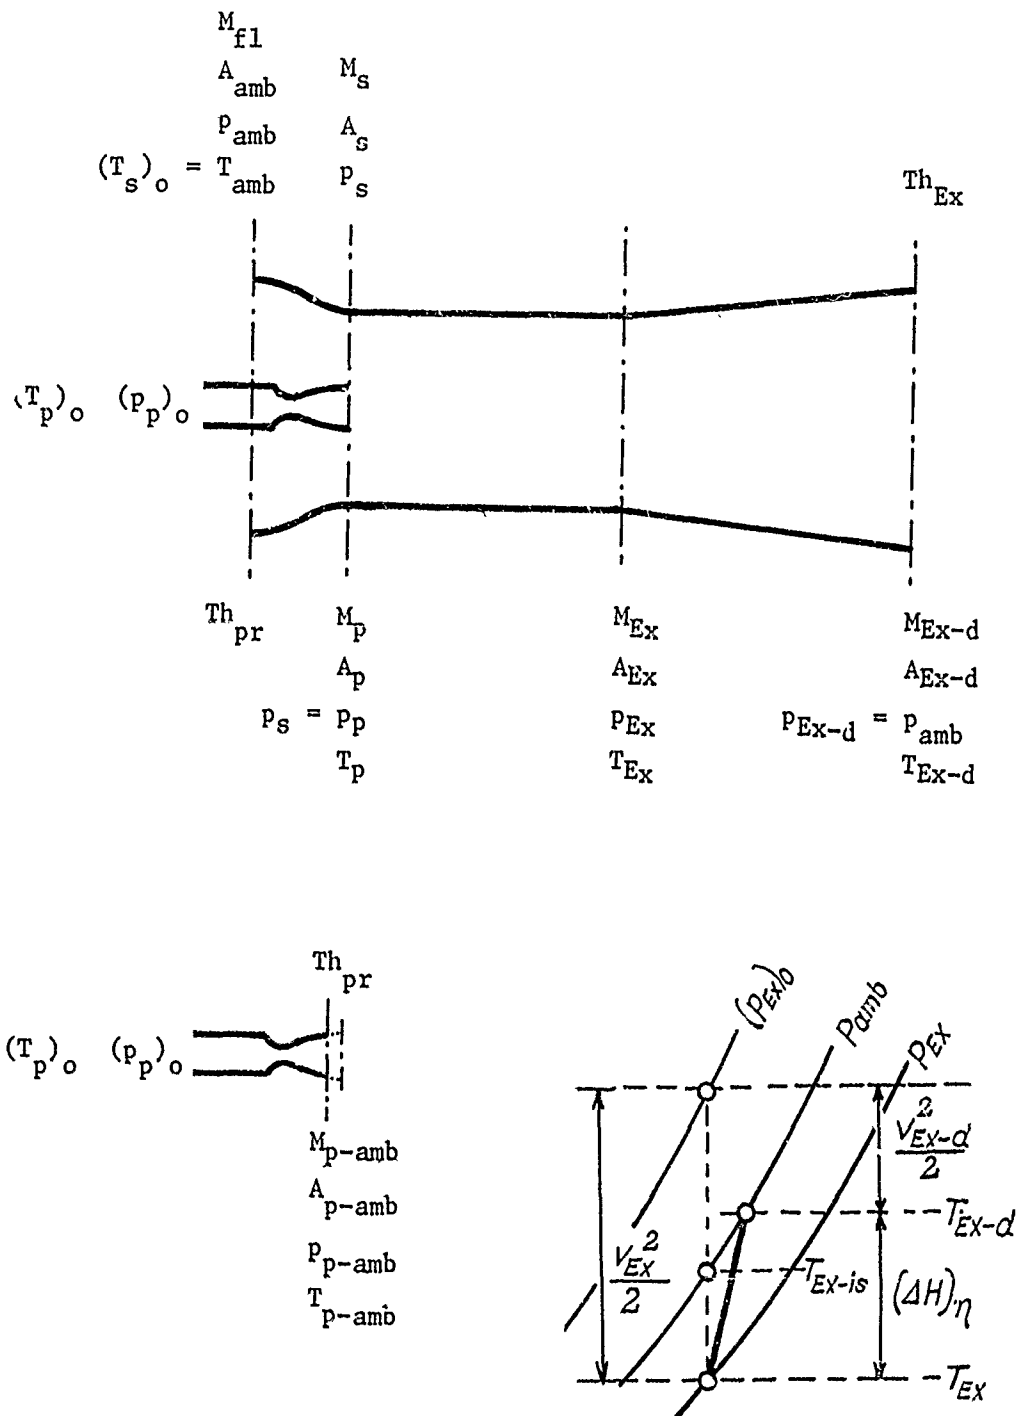 M_fl
A_amb M_s
p_amb A_s
(T_s)_o = T_amb p_s
Th_Ex
(T_p)_o (p_p)_o
Th_pr M_p M_Ex M_Ex-d
A_p A_Ex A_Ex-d
p_s = p_p p_Ex p_Ex-d = p_amb
T_p T_Ex T_Ex-d
Th_pr
(T_p)_o (p_p)_o
M_p-amb
A_p-amb
p_p-amb
T_p-amb
(p_Ex)_o p_amb p_Ex
V_Ex-d^2 / 2
T_Ex-d
V_Ex^2 / 2
T_Ex-is
(ΔH)_η
T_Ex